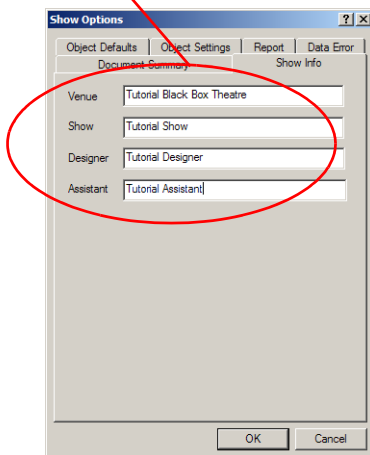 Show Options
Object Defaults Object Settings Report Data Error
Document Summary Show Info
Venue Tutorial Black Box Theatre
Show Tutorial Show
Designer Tutorial Designer
Assistant Tutorial Assistant
OK Cancel